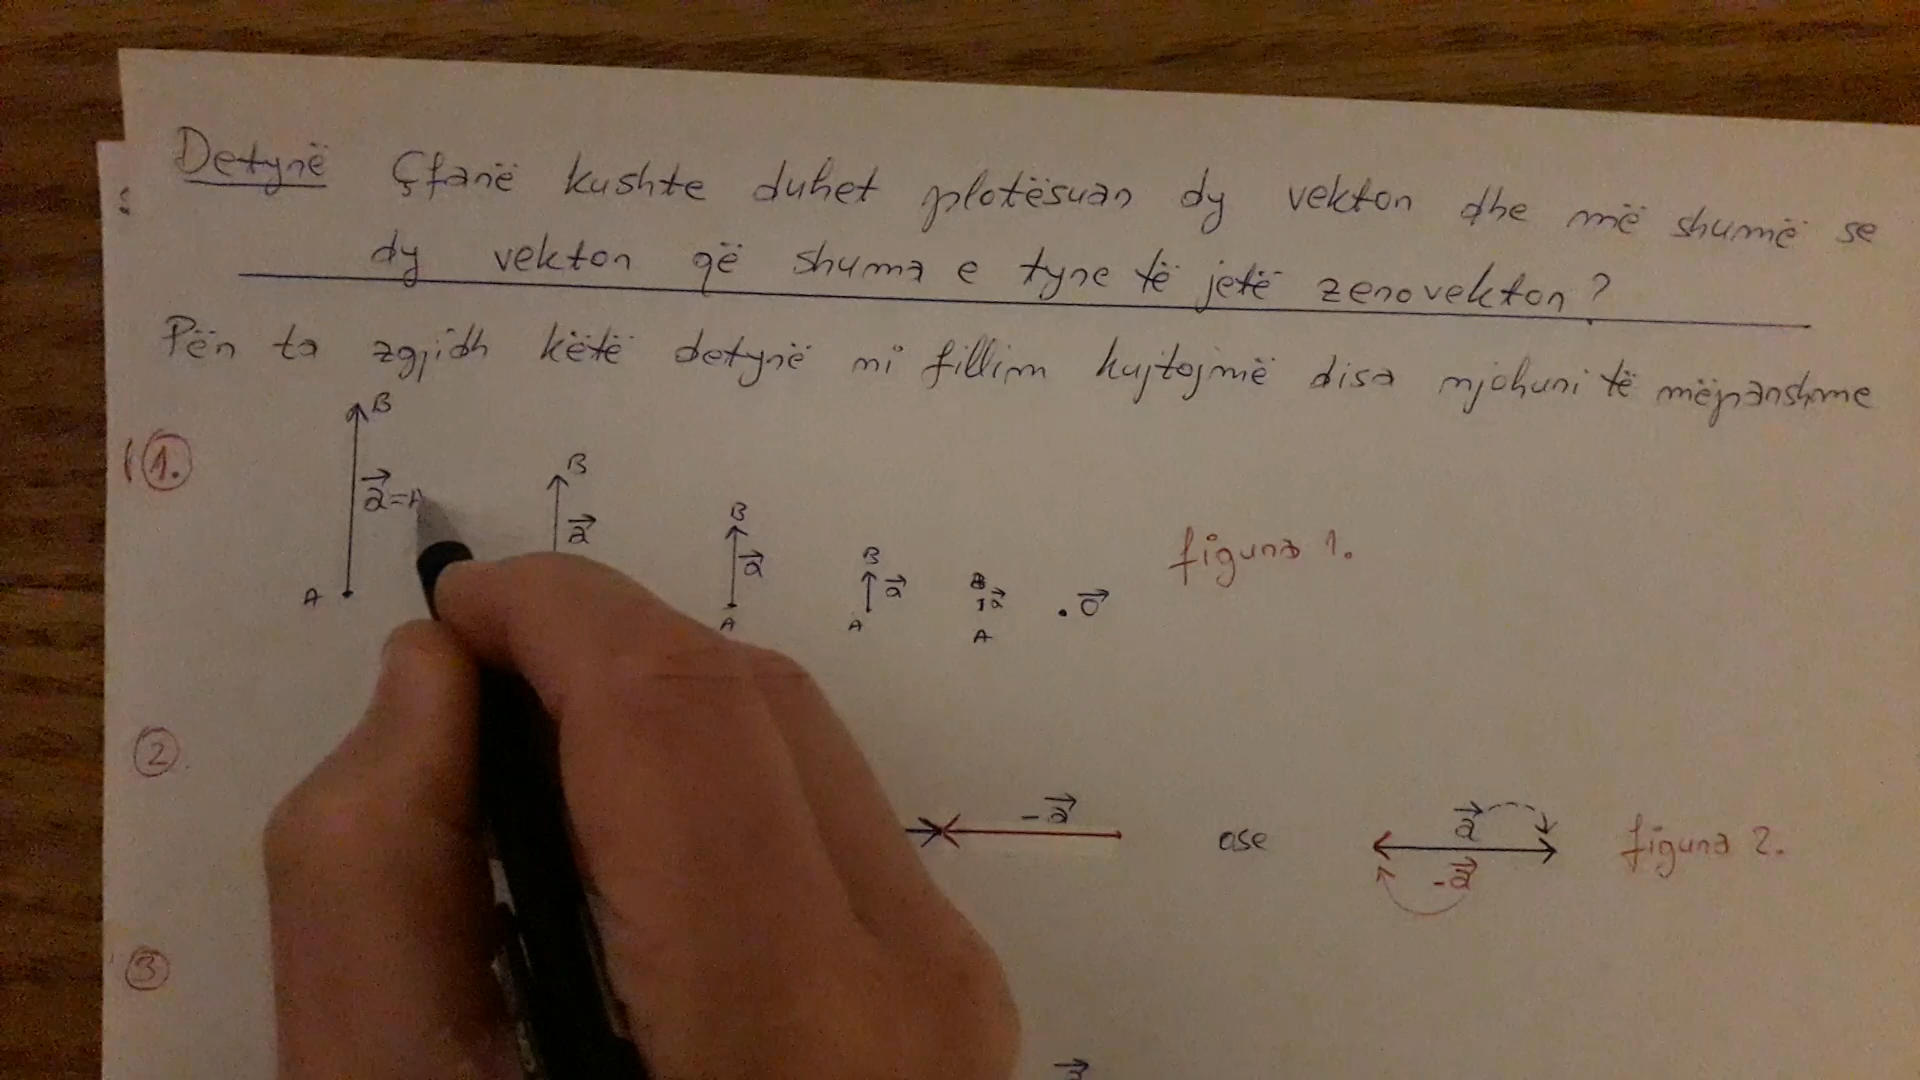 Detyrë Çfarë kushte duhet plotësuar dy vektor dhe më shumë se
dy vektor që shuma e tyre të jetë zerovektor?
Për ta zgjidh këtë detyrë ni fillim kujtojmë disa njohuni të mëparshme
1.
B
a⃗=A
A
B
a⃗
B
a⃗
A
B
a⃗
A
B
a⃗
A
0⃗
figura 1.
2.
-a⃗
ose
a⃗
-a⃗
figura 2.
3